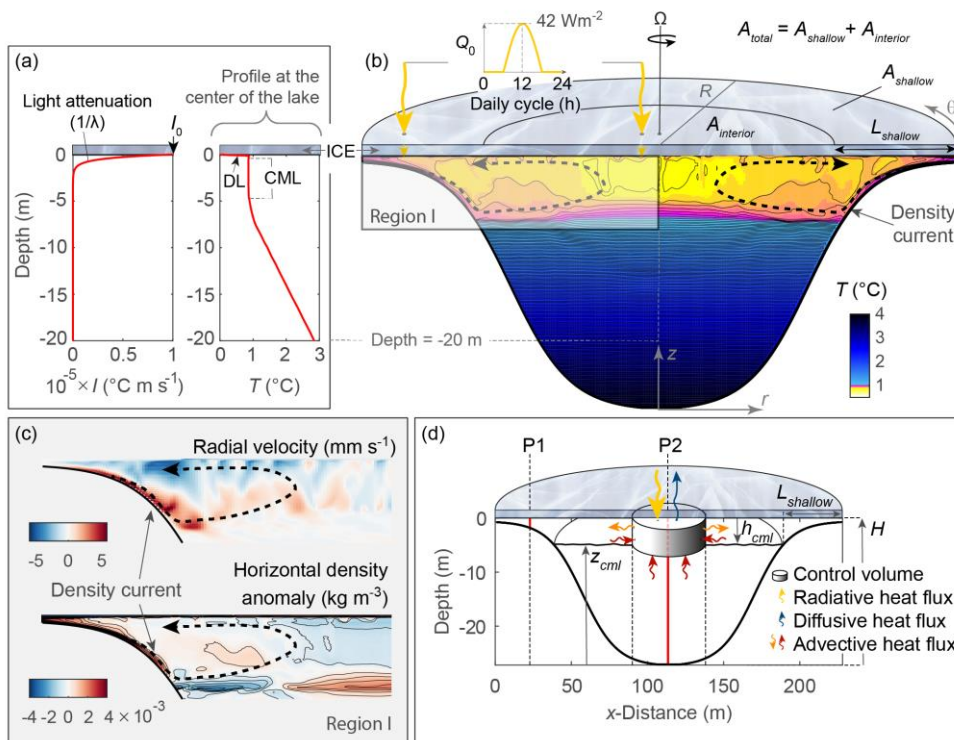 (a)
Light attenuation
(1/λ)
I₀
Profile at the
center of the lake
ICE
DL
CML
Depth (m)
0
-5
-10
-15
-20
0
1
10⁻⁵× I (°C m s⁻¹)
0
-5
-10
-15
-20
0 1 2 3
T (°C)
(b)
Q₀
42 Wm⁻²
0 12 24
Daily cycle (h)
Ω
A_total = A_shallow + A_interior
R
A_shallow
θ
A_interior
L_shallow
Region I
Density
current
Depth = -20 m
z
r
T (°C)
4
3
2
1
(c)
Radial velocity (mm s⁻¹)
-5 0 5
Density current
Horizontal density
anomaly (kg m⁻³)
-4 -2 0 2 4 × 10⁻³
Region I
(d)
P1
P2
L_shallow
H
h_cml
z_cml
Depth (m)
0
-10
-20
Control volume
Radiative heat flux
Diffusive heat flux
Advective heat flux
0 50 100 150 200
x-Distance (m)